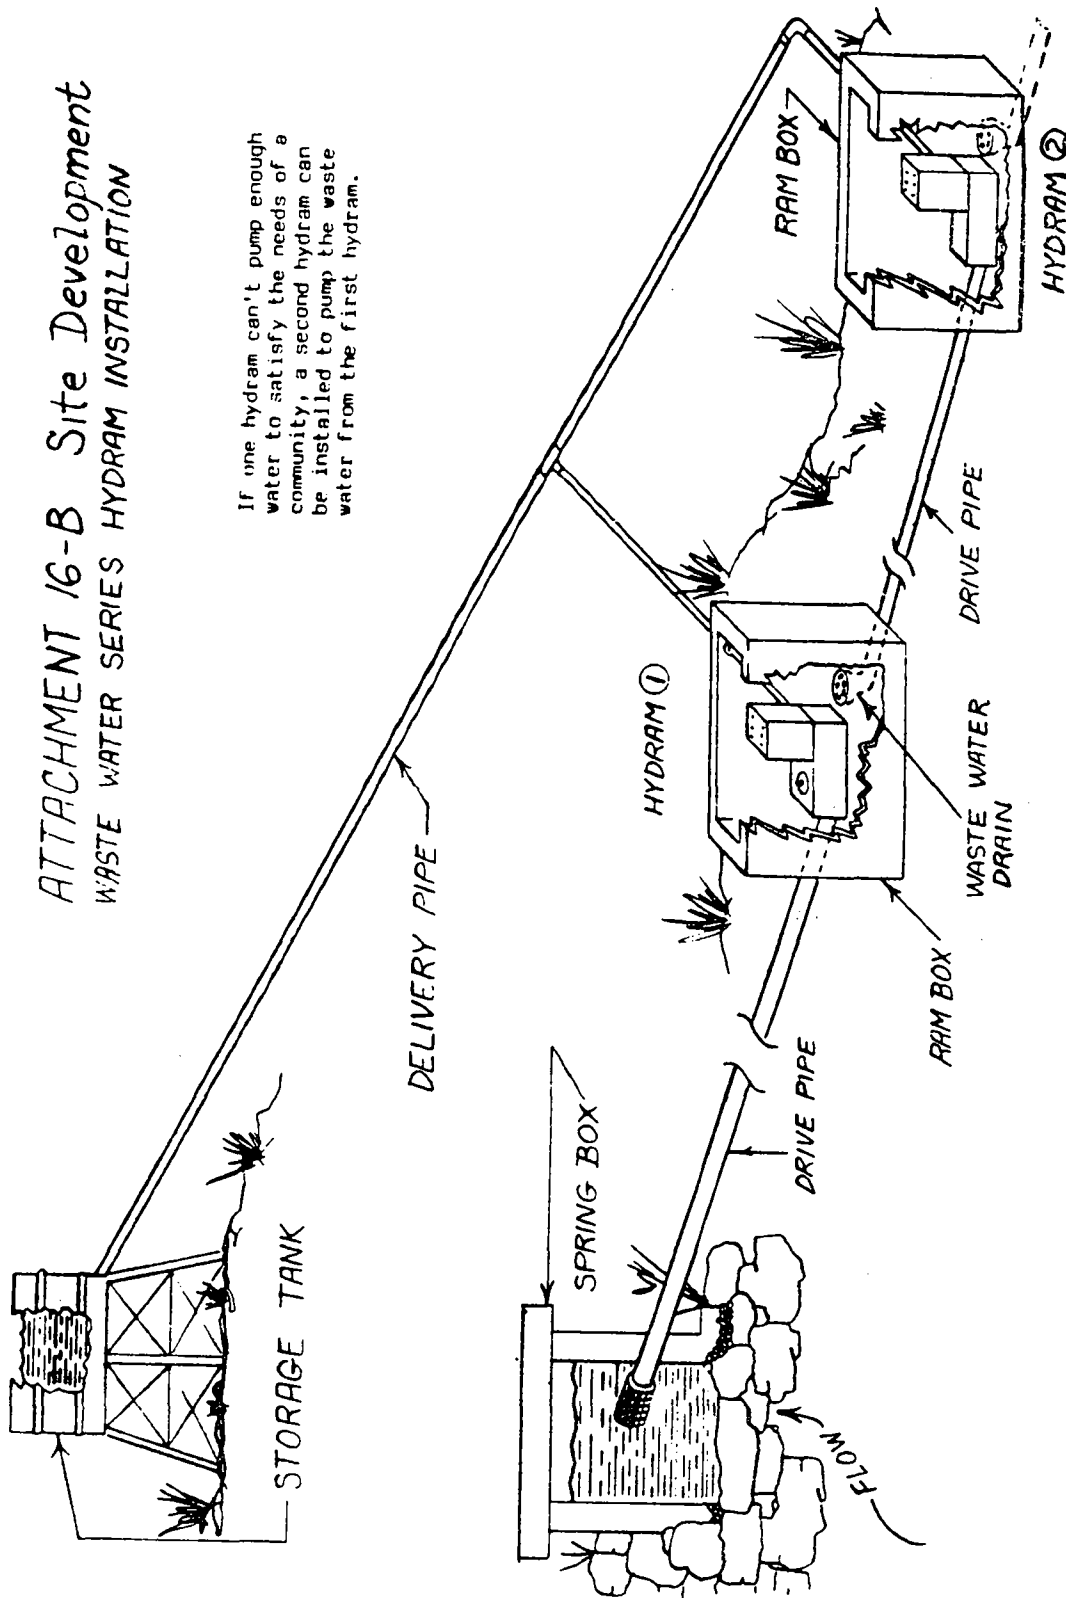 ATTACHMENT 16-B Site Development
WASTE WATER SERIES HYDRAM INSTALLATION
If one hydram can't pump enough
water to satisfy the needs of a
community, a second hydram can
be installed to pump the waste
water from the first hydram.
STORAGE TANK
DELIVERY PIPE
SPRING BOX
FLOW
DRIVE PIPE
HYDRAM ①
RAM BOX
WASTE WATER
DRAIN
DRIVE PIPE
RAM BOX
HYDRAM ②